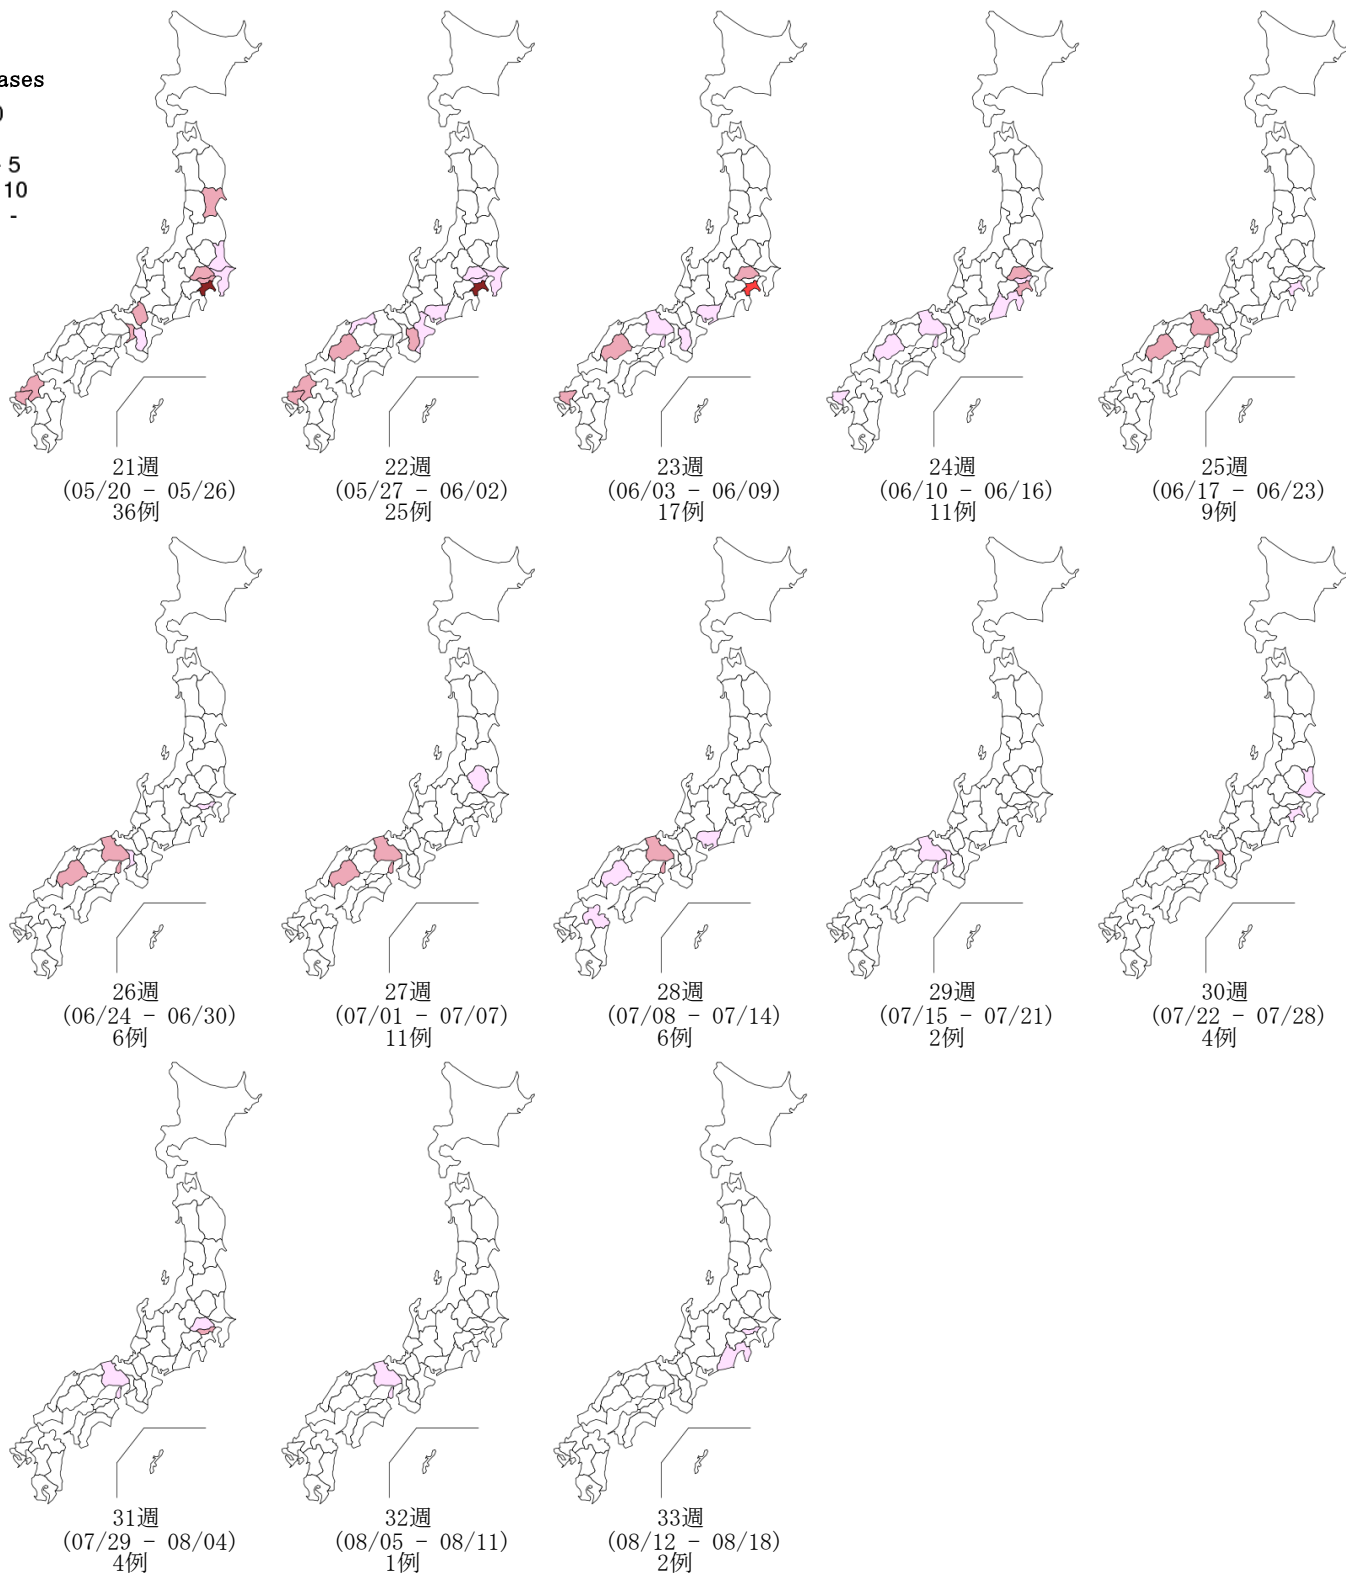 ases
0
- 5
10
-
21週
(05/20 - 05/26)
36例
22週
(05/27 - 06/02)
25例
23週
(06/03 - 06/09)
17例
24週
(06/10 - 06/16)
11例
25週
(06/17 - 06/23)
9例
26週
(06/24 - 06/30)
6例
27週
(07/01 - 07/07)
11例
28週
(07/08 - 07/14)
6例
29週
(07/15 - 07/21)
2例
30週
(07/22 - 07/28)
4例
31週
(07/29 - 08/04)
4例
32週
(08/05 - 08/11)
1例
33週
(08/12 - 08/18)
2例